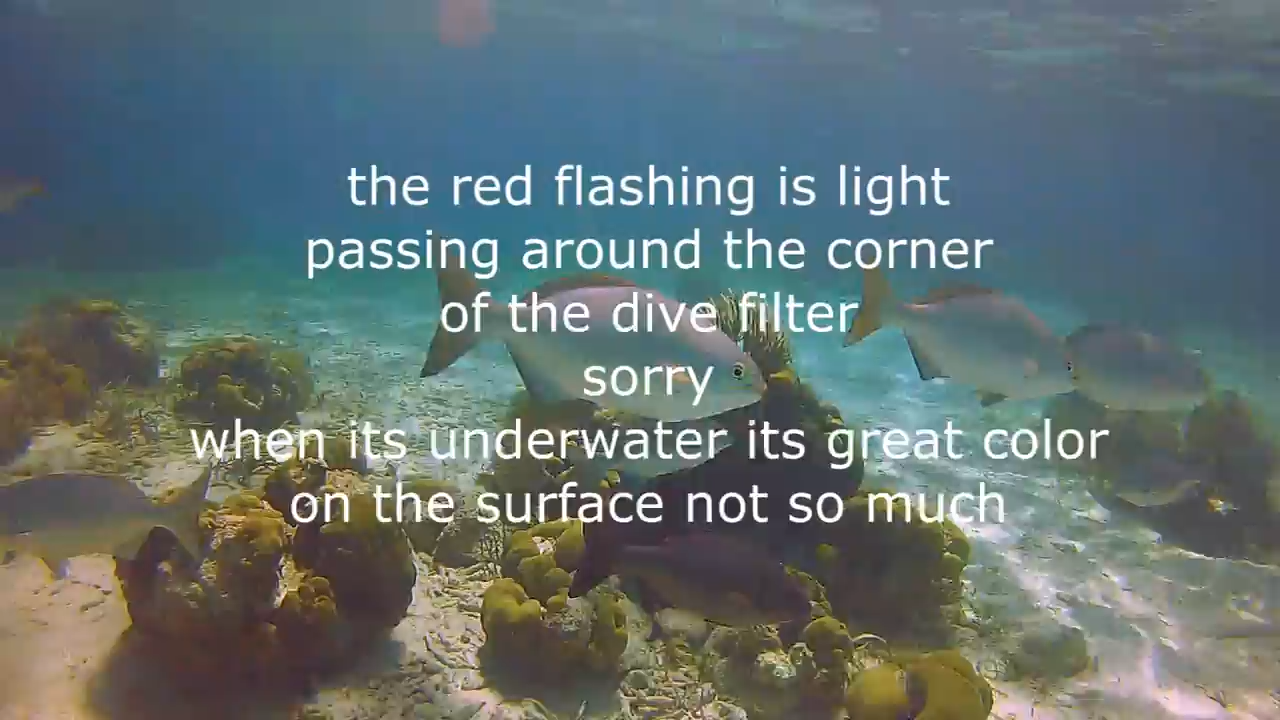 the red flashing is light
passing around the corner
of the dive filter
sorry
when its underwater its great color
on the surface not so much